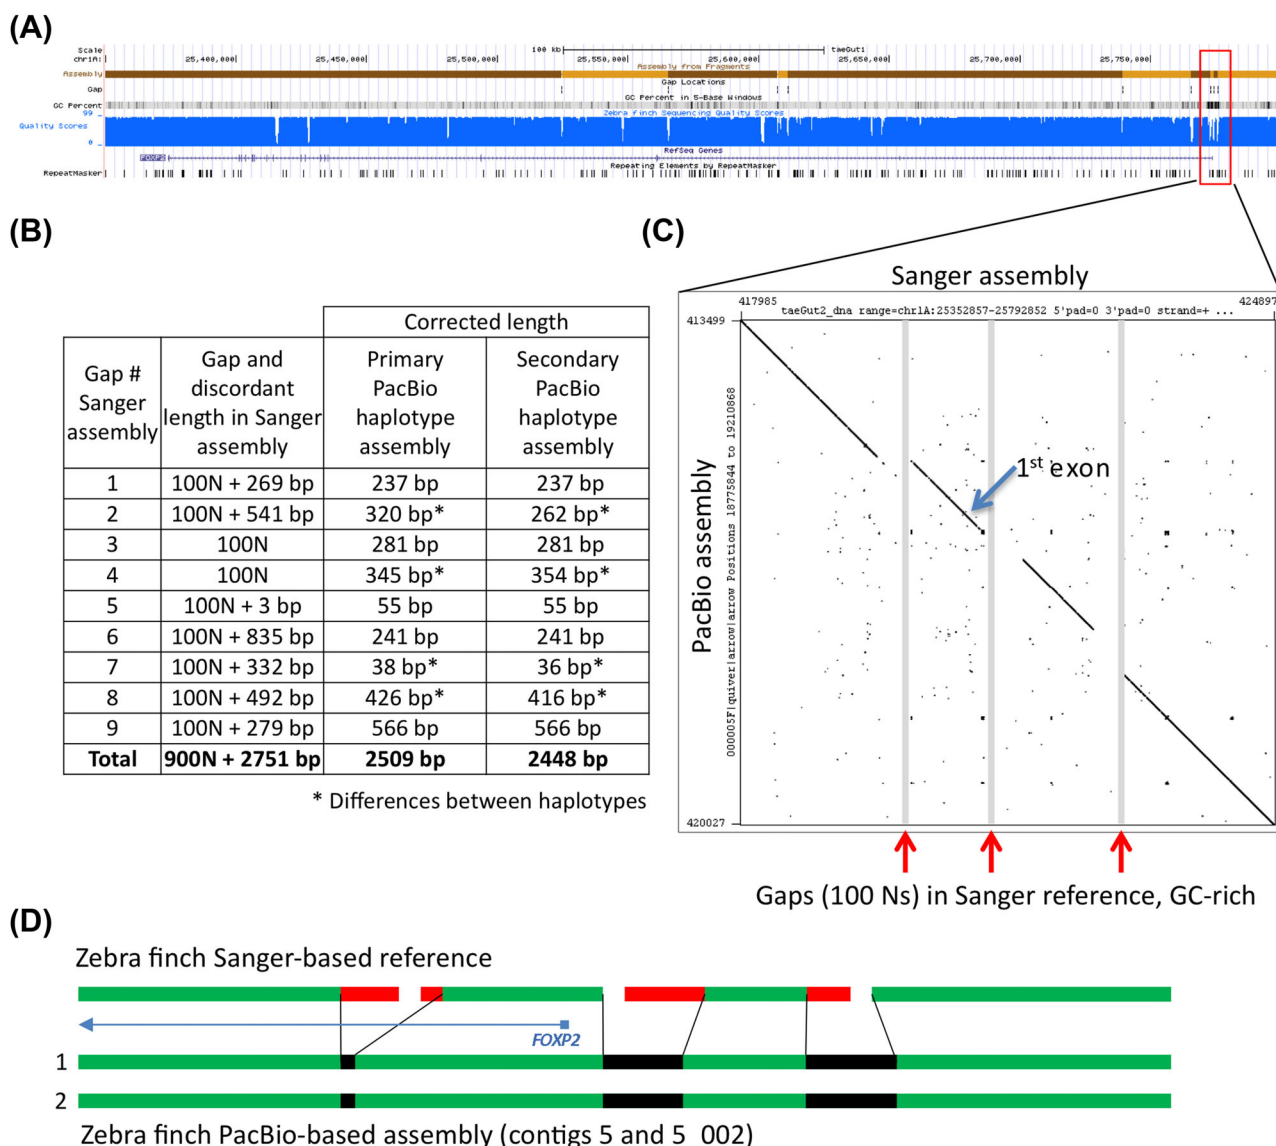 (A)
Scale
100 kb
taeGut1
chr1A:
25,400,000
25,450,000
25,500,000
25,550,000
25,600,000
25,650,000
25,700,000
25,750,000
Assembly from Fragments
Assembly
Gap Locations
Gap
GC Percent in 5-Base Windows
GC Percent
99 _
Zebra finch Sequencing Quality Scores
Quality Scores
0 _
RefSeq Genes
FOXP2
Repeating Elements by RepeatMasker
RepeatMasker
(B)
Corrected length
Gap # Sanger assembly
Gap and discordant length in Sanger assembly
Primary PacBio haplotype assembly
Secondary PacBio haplotype assembly
1 100N + 269 bp 237 bp 237 bp
2 100N + 541 bp 320 bp* 262 bp*
3 100N 281 bp 281 bp
4 100N 345 bp* 354 bp*
5 100N + 3 bp 55 bp 55 bp
6 100N + 835 bp 241 bp 241 bp
7 100N + 332 bp 38 bp* 36 bp*
8 100N + 492 bp 426 bp* 416 bp*
9 100N + 279 bp 566 bp 566 bp
Total 900N + 2751 bp 2509 bp 2448 bp
* Differences between haplotypes
(C)
Sanger assembly
417985
424897
taeGut2_dna range=chr1A:25352857-25792852 5'pad=0 3'pad=0 strand=+ ...
413499
PacBio assembly
000005F|quiver|arrow|arrow Positions 18775844 to 19210868
1st exon
420027
Gaps (100 Ns) in Sanger reference, GC-rich
(D)
Zebra finch Sanger-based reference
FOXP2
1
2
Zebra finch PacBio-based assembly (contigs 5 and 5_002)